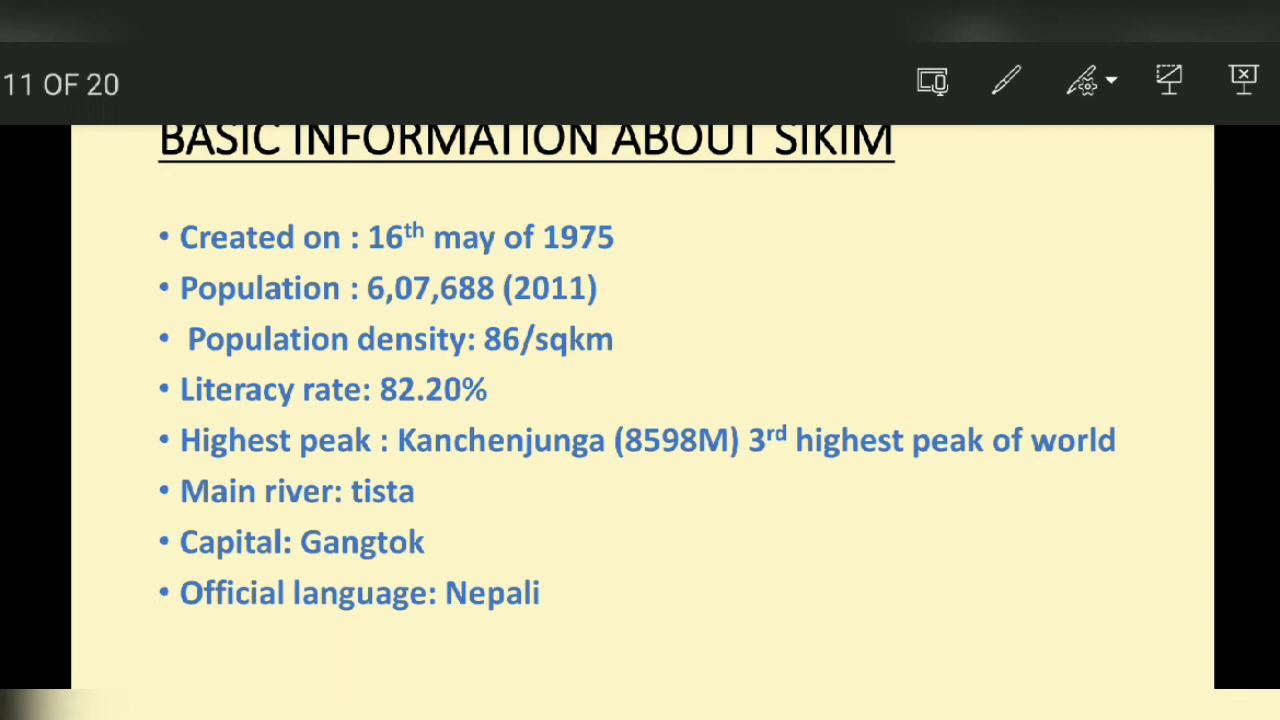 11 OF 20
BASIC INFORMATION ABOUT SIKIM
• Created on : 16th may of 1975
• Population : 6,07,688 (2011)
• Population density: 86/sqkm
• Literacy rate: 82.20%
• Highest peak : Kanchenjunga (8598M) 3rd highest peak of world
• Main river: tista
• Capital: Gangtok
• Official language: Nepali